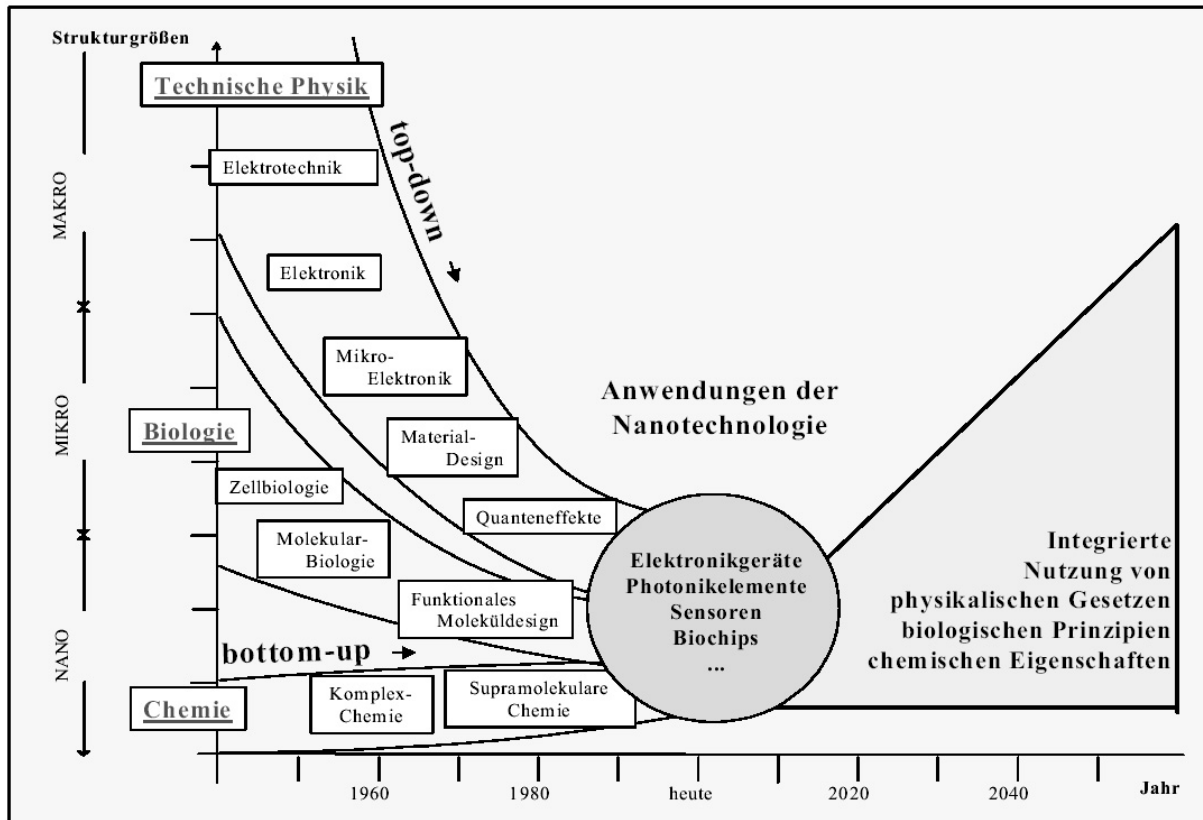 Strukturgrößen
Technische Physik
top-down
Elektrotechnik
MAKRO
Elektronik
Mikro-
Elektronik
Anwendungen der
Nanotechnologie
MIKRO
Biologie
Material-
Design
Zellbiologie
Quanteneffekte
Molekular-
Biologie
Elektronikgeräte
Photonikelemente
Sensoren
Biochips
...
Integrierte
Nutzung von
physikalischen Gesetzen
biologischen Prinzipien
chemischen Eigenschaften
Funktionales
Moleküldesign
NANO
bottom-up
Chemie
Komplex-
Chemie
Supramolekulare
Chemie
1960
1980
heute
2020
2040
Jahr